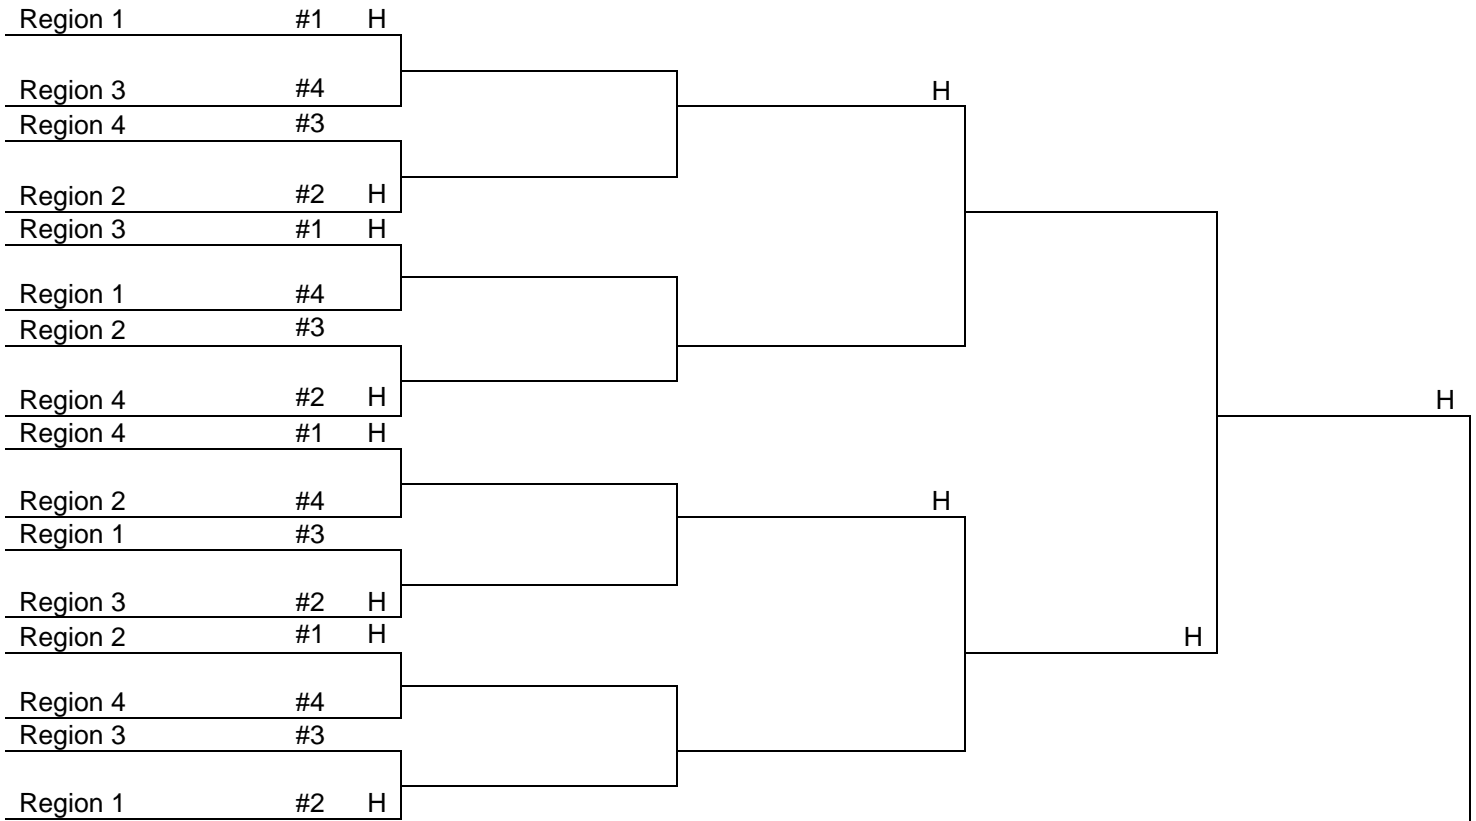 Region 1 #1 H
Region 3 #4 H
Region 4 #3
Region 2 #2 H
Region 3 #1 H
Region 1 #4
Region 2 #3
Region 4 #2 H H
Region 4 #1 H
Region 2 #4 H
Region 1 #3
Region 3 #2 H
Region 2 #1 H H
Region 4 #4
Region 3 #3
Region 1 #2 H